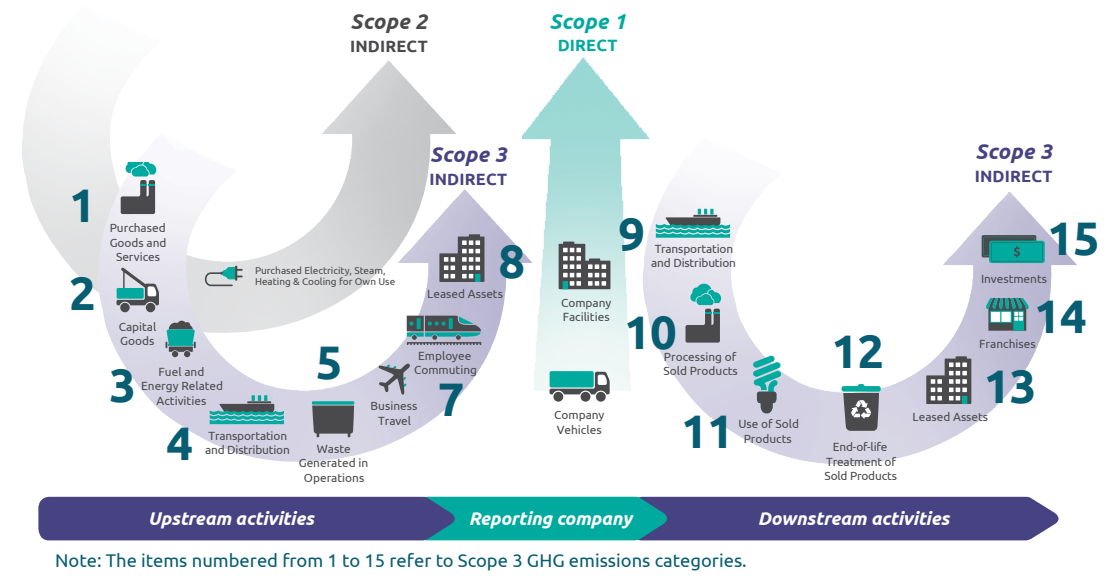 Scope 2
INDIRECT
Scope 1
DIRECT
Scope 3
INDIRECT
Scope 3
INDIRECT
1
Purchased
Goods and
Services
2
Capital
Goods
3
Fuel and
Energy Related
Activities
4
Transportation
and Distribution
5
Waste
Generated in
Operations
Business
Travel
7
Employee
Commuting
8
Leased Assets
Purchased Electricity, Steam,
Heating & Cooling for Own Use
Company
Facilities
Company
Vehicles
9
Transportation
and Distribution
10
Processing of
Sold Products
11
Use of Sold
Products
12
End-of-life
Treatment of
Sold Products
13
Leased Assets
14
Franchises
15
$
Investments
Upstream activities
Reporting company
Downstream activities
Note: The items numbered from 1 to 15 refer to Scope 3 GHG emissions categories.